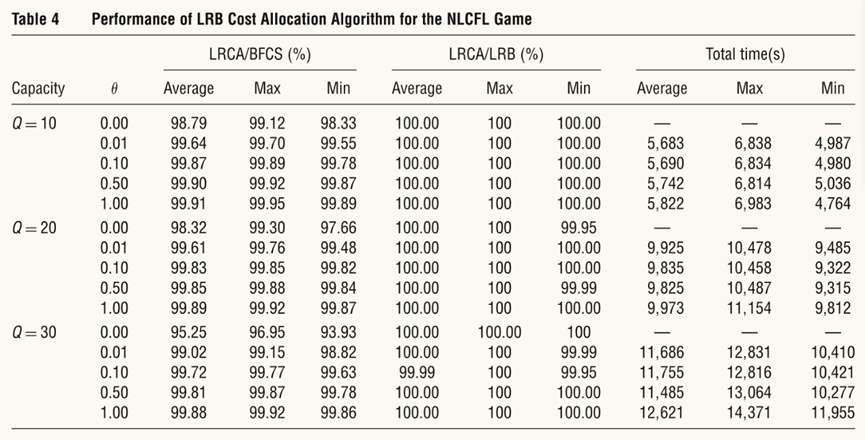 Table 4 Performance of LRB Cost Allocation Algorithm for the NLCFL Game
LRCA/BFCS (%) LRCA/LRB (%) Total time(s)
Capacity θ Average Max Min Average Max Min Average Max Min
Q = 10 0.00 98.79 99.12 98.33 100.00 100 100.00 — — —
0.01 99.64 99.70 99.55 100.00 100 100.00 5,683 6,838 4,987
0.10 99.87 99.89 99.78 100.00 100 100.00 5,690 6,834 4,980
0.50 99.90 99.92 99.87 100.00 100 100.00 5,742 6,814 5,036
1.00 99.91 99.95 99.89 100.00 100 100.00 5,822 6,983 4,764
Q = 20 0.00 98.32 99.30 97.66 100.00 100 99.95 — — —
0.01 99.61 99.76 99.48 100.00 100 100.00 9,925 10,478 9,485
0.10 99.83 99.85 99.82 100.00 100 100.00 9,835 10,458 9,322
0.50 99.85 99.88 99.84 100.00 100 99.99 9,825 10,487 9,315
1.00 99.89 99.92 99.87 100.00 100 100.00 9,973 11,154 9,812
Q = 30 0.00 95.25 96.95 93.93 100.00 100.00 100 — — —
0.01 99.02 99.15 98.82 100.00 100 99.99 11,686 12,831 10,410
0.10 99.72 99.77 99.63 99.99 100 99.95 11,755 12,816 10,421
0.50 99.81 99.87 99.78 100.00 100 100.00 11,485 13,064 10,277
1.00 99.88 99.92 99.86 100.00 100 100.00 12,621 14,371 11,955